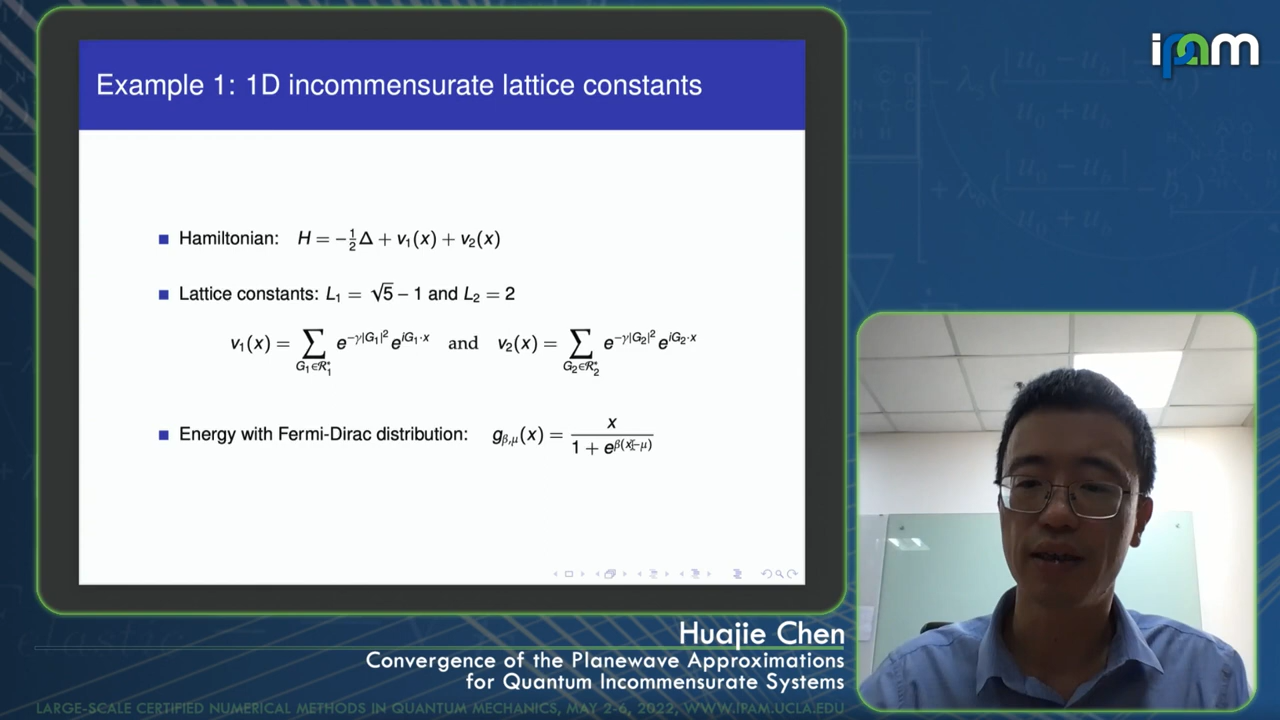 Example 1: 1D incommensurate lattice constants
ipam
Hamiltonian: H = −½Δ + v₁(x) + v₂(x)
Lattice constants: L₁ = √5 − 1 and L₂ = 2
v₁(x) = ∑_{G₁∈R₁*} e^{−γ|G₁|²} e^{iG₁·x} and v₂(x) = ∑_{G₂∈R₂*} e^{−γ|G₂|²} e^{iG₂·x}
Energy with Fermi-Dirac distribution: g_{β,μ}(x) = x / (1 + e^{β(x−μ)})
Huajie Chen
Convergence of the Planewave Approximations
for Quantum Incommensurate Systems
LARGE-SCALE CERTIFIED NUMERICAL METHODS IN QUANTUM MECHANICS, MAY 2-6, 2022, WWW.IPAM.UCLA.EDU